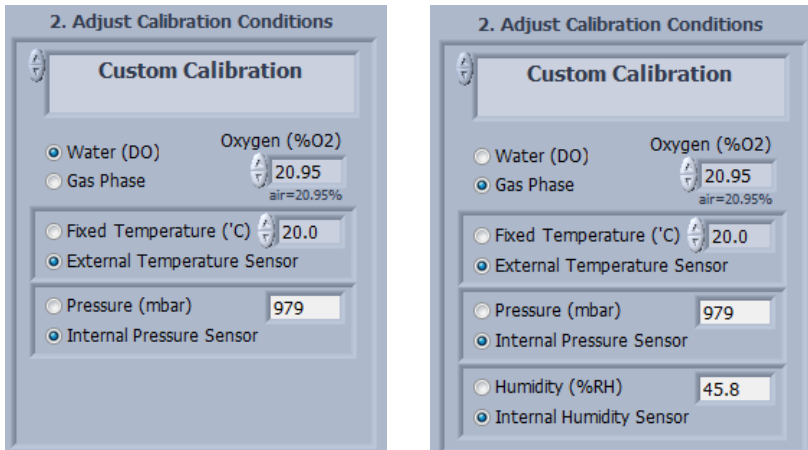 2. Adjust Calibration Conditions
Custom Calibration
Water (DO)
Oxygen (%O2)
Gas Phase
20.95
air=20.95%
Fixed Temperature ('C) 20.0
External Temperature Sensor
Pressure (mbar) 979
Internal Pressure Sensor
2. Adjust Calibration Conditions
Custom Calibration
Water (DO)
Oxygen (%O2)
Gas Phase
20.95
air=20.95%
Fixed Temperature ('C) 20.0
External Temperature Sensor
Pressure (mbar) 979
Internal Pressure Sensor
Humidity (%RH) 45.8
Internal Humidity Sensor